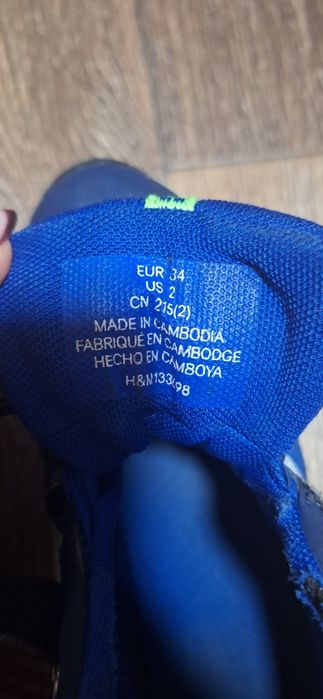 EUR 34
US 2
CN 215(2)
MADE IN CAMBODIA
FABRIQUÉ EN CAMBODGE
HECHO EN CAMBOYA